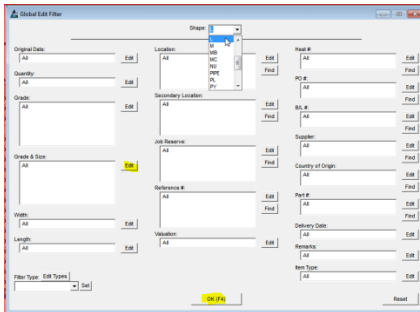 Global Edit Filter
Shape: L
L
M
MB
MC
NU
PIPE
PL
PY
Original Data:
All
Edit
Quantity:
All
Edit
Grade:
All
Edit
Grade & Size:
All
Edit
Width:
All
Edit
Length:
All
Edit
Filter Type: Edit Types
Set
Location:
All
Edit
Find
Secondary Location:
All
Edit
Find
Job Reserve:
All
Edit
Find
Reference #:
All
Edit
Find
Valuation:
All
Edit
OK (F4)
Heat #:
All
Edit
Find
PO #:
All
Edit
Find
B/L #:
All
Edit
Find
Supplier:
All
Edit
Country of Origin:
All
Edit
Find
Part #:
All
Edit
Find
Delivery Date:
All
Edit
Remarks:
All
Edit
Item Type:
All
Edit
Reset